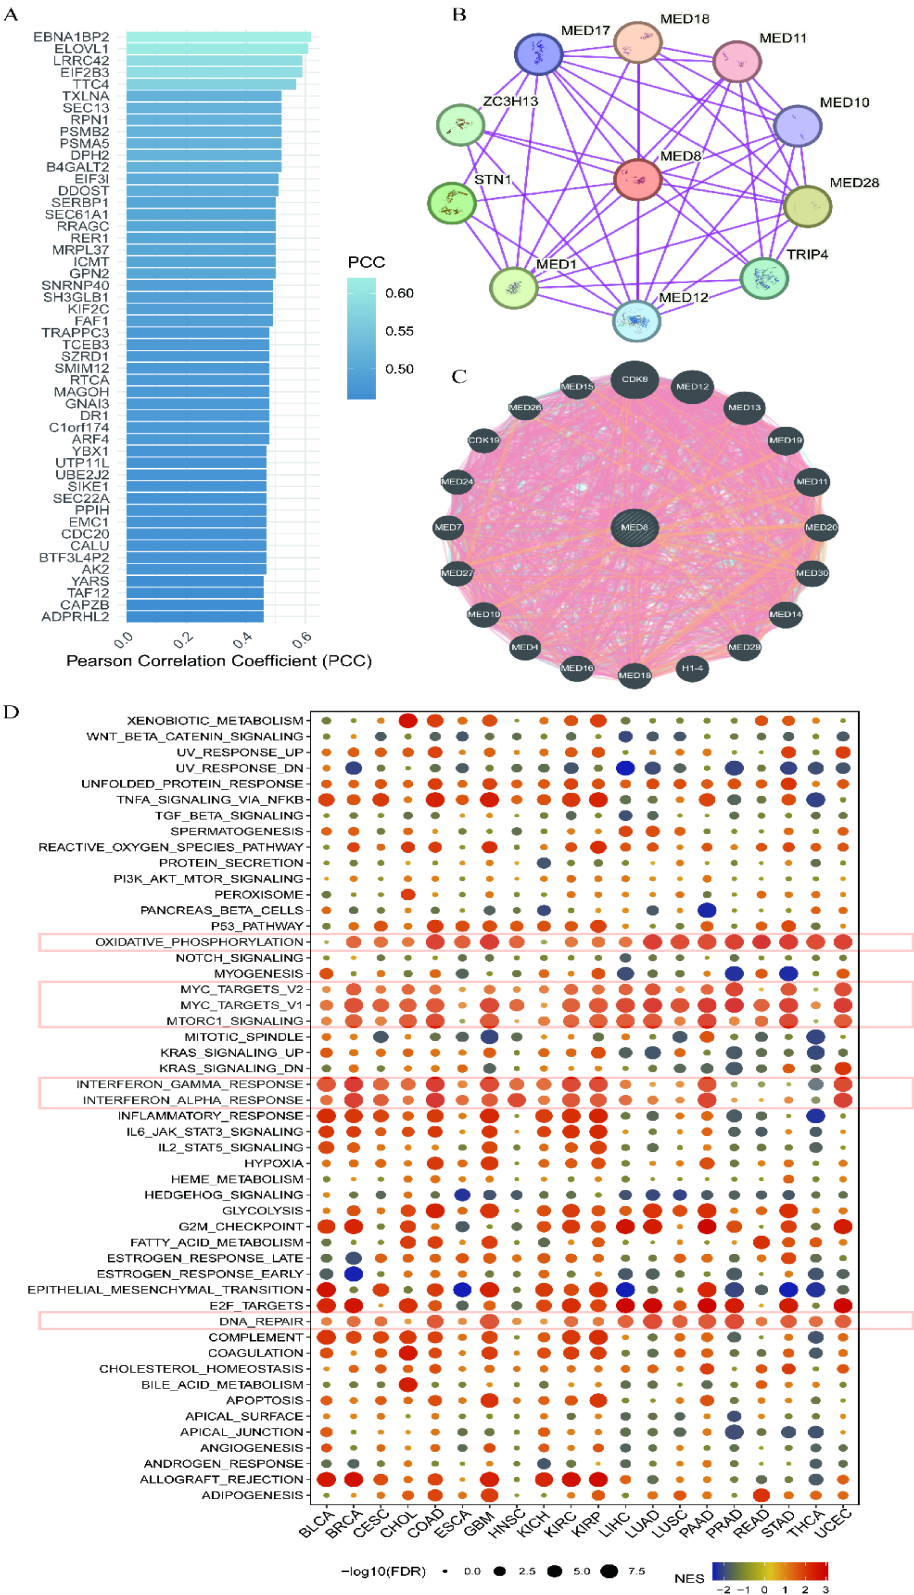 A
EBNA1BP2
ELOVL1
LRRC42
EIF2B3
TTC4
TXLNA
SEC13
RPN1
PSMB2
PSMA5
DPH2
B4GALT2
EIF3I
DDOST
SERBP1
SEC61A1
RRAGC
RER1
MRPL37
ICMT
GPN2
SNRNP40
SH3GLB1
KIF2C
FAF1
TRAPPC3
TCEB3
SZRD1
SMIM12
RTCA
MAGOH
GNAI3
DR1
C1orf174
ARF4
YBX1
UTP11L
UBE2J2
SIKE1
SEC22A
PPIH
EMC1
CDC20
CALU
BTF3L4P2
AK2
YARS
TAF12
CAPZB
ADPRHL2
0.0 0.2 0.4 0.6
Pearson Correlation Coefficient (PCC)
PCC
0.60
0.55
0.50
B
MED17
MED18
MED11
ZC3H13
MED10
MED8
STN1
MED28
MED1
TRIP4
MED12
C
CDK8
MED15
MED12
MED26
MED13
CDK19
MED19
MED24
MED11
MED7
MED8
MED20
MED27
MED30
MED10
MED14
MED4
MED29
MED16
MED18
H1-4
D
XENOBIOTIC_METABOLISM
WNT_BETA_CATENIN_SIGNALING
UV_RESPONSE_UP
UV_RESPONSE_DN
UNFOLDED_PROTEIN_RESPONSE
TNFA_SIGNALING_VIA_NFKB
TGF_BETA_SIGNALING
SPERMATOGENESIS
REACTIVE_OXYGEN_SPECIES_PATHWAY
PROTEIN_SECRETION
PI3K_AKT_MTOR_SIGNALING
PEROXISOME
PANCREAS_BETA_CELLS
P53_PATHWAY
OXIDATIVE_PHOSPHORYLATION
NOTCH_SIGNALING
MYOGENESIS
MYC_TARGETS_V2
MYC_TARGETS_V1
MTORC1_SIGNALING
MITOTIC_SPINDLE
KRAS_SIGNALING_UP
KRAS_SIGNALING_DN
INTERFERON_GAMMA_RESPONSE
INTERFERON_ALPHA_RESPONSE
INFLAMMATORY_RESPONSE
IL6_JAK_STAT3_SIGNALING
IL2_STAT5_SIGNALING
HYPOXIA
HEME_METABOLISM
HEDGEHOG_SIGNALING
GLYCOLYSIS
G2M_CHECKPOINT
FATTY_ACID_METABOLISM
ESTROGEN_RESPONSE_LATE
ESTROGEN_RESPONSE_EARLY
EPITHELIAL_MESENCHYMAL_TRANSITION
E2F_TARGETS
DNA_REPAIR
COMPLEMENT
COAGULATION
CHOLESTEROL_HOMEOSTASIS
BILE_ACID_METABOLISM
APOPTOSIS
APICAL_SURFACE
APICAL_JUNCTION
ANGIOGENESIS
ANDROGEN_RESPONSE
ALLOGRAFT_REJECTION
ADIPOGENESIS
BLCA BRCA CESC CHOL COAD ESCA GBM HNSC KICH KIRC KIRP LIHC LUAD LUSC PAAD PRAD READ STAD THCA UCEC
−log10(FDR) 0.0 2.5 5.0 7.5
NES −2 −1 0 1 2 3